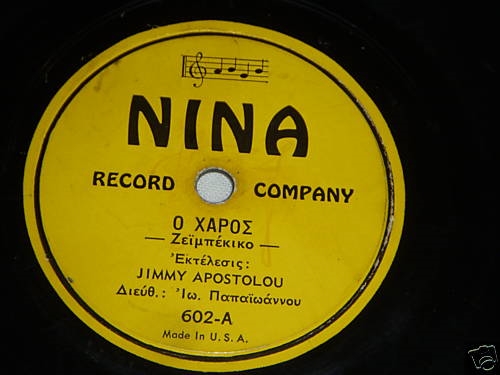 NINA
RECORD COMPANY
Ο ΧΑΡΟΣ
— Ζεϊμπέκικο —
Ἐκτέλεσις :
JIMMY APOSTOLOU
Διεύθ. : Ἰω. Παπαϊωάννου
602-A
Made In U. S. A.